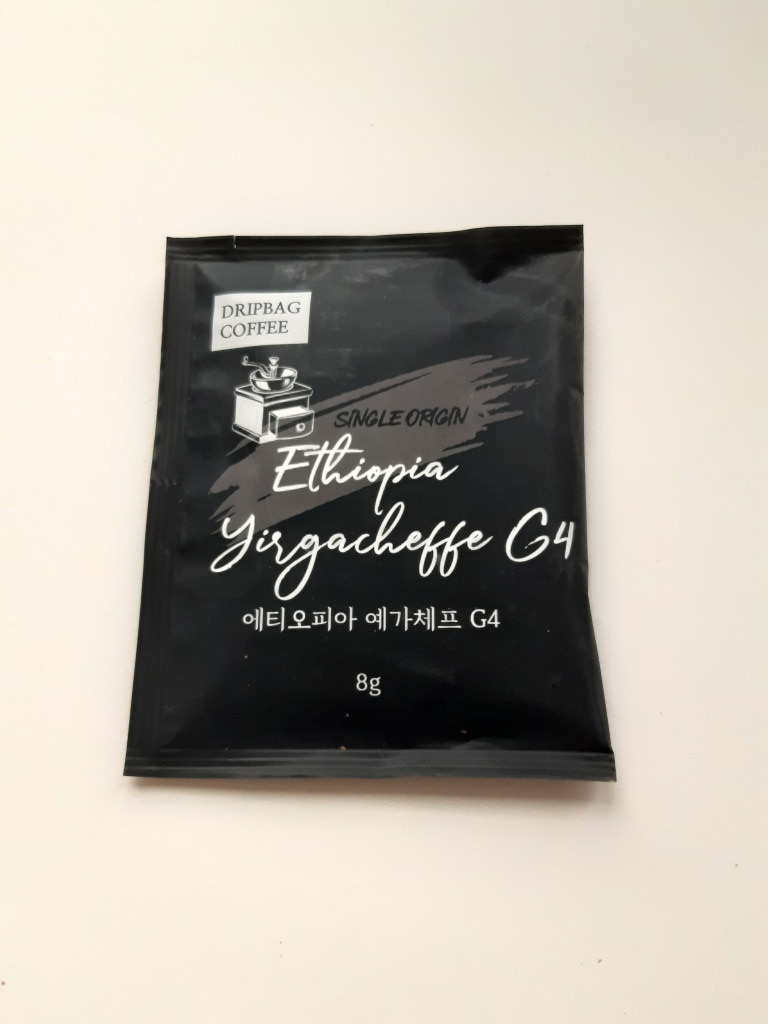 DRIPBAG
COFFEE
SINGLE ORIGIN
Ethiopia
Yirgacheffe G4
에티오피아 예가체프 G4
8g